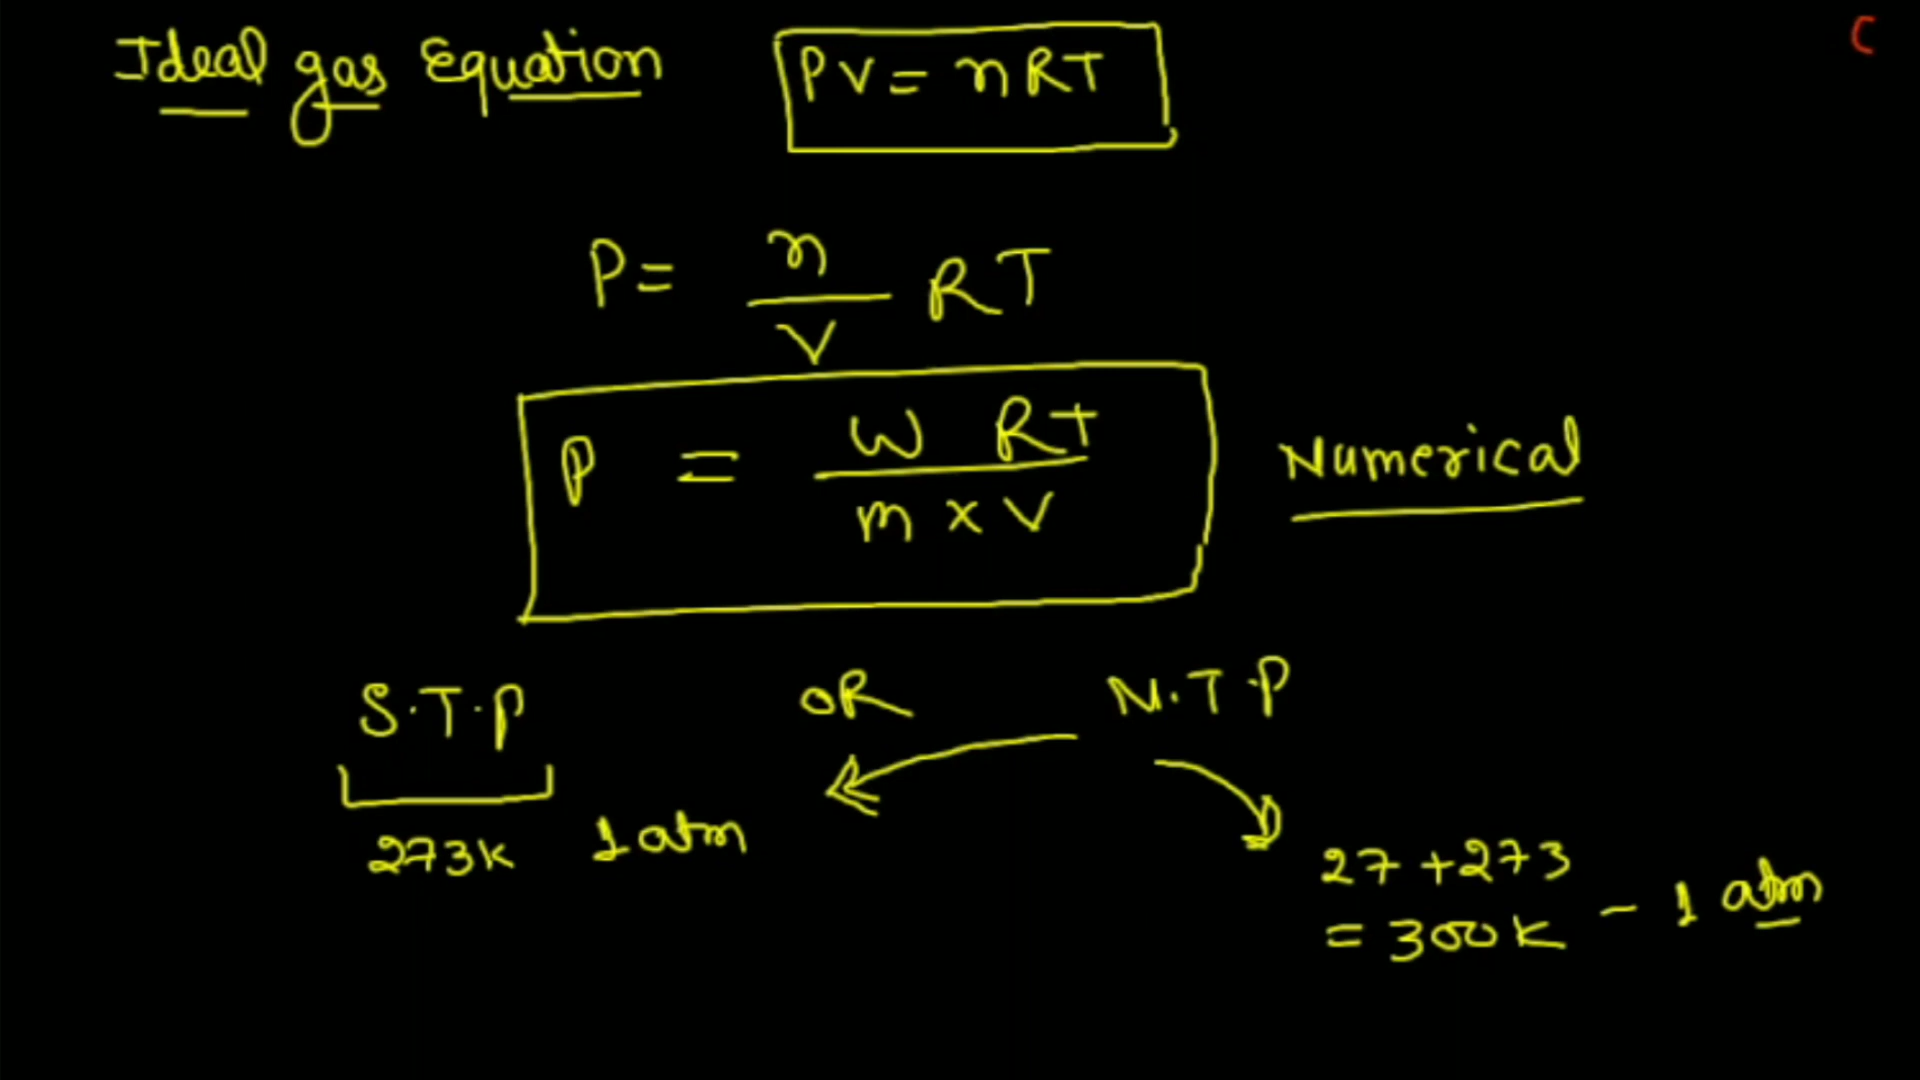 Ideal gas Equation PV = nRT
C
P = n/V RT
P = W Rt / m x V Numerical
S.T.P OR N.T.P
273K 1 atm
27 + 273
= 300K - 1 atm